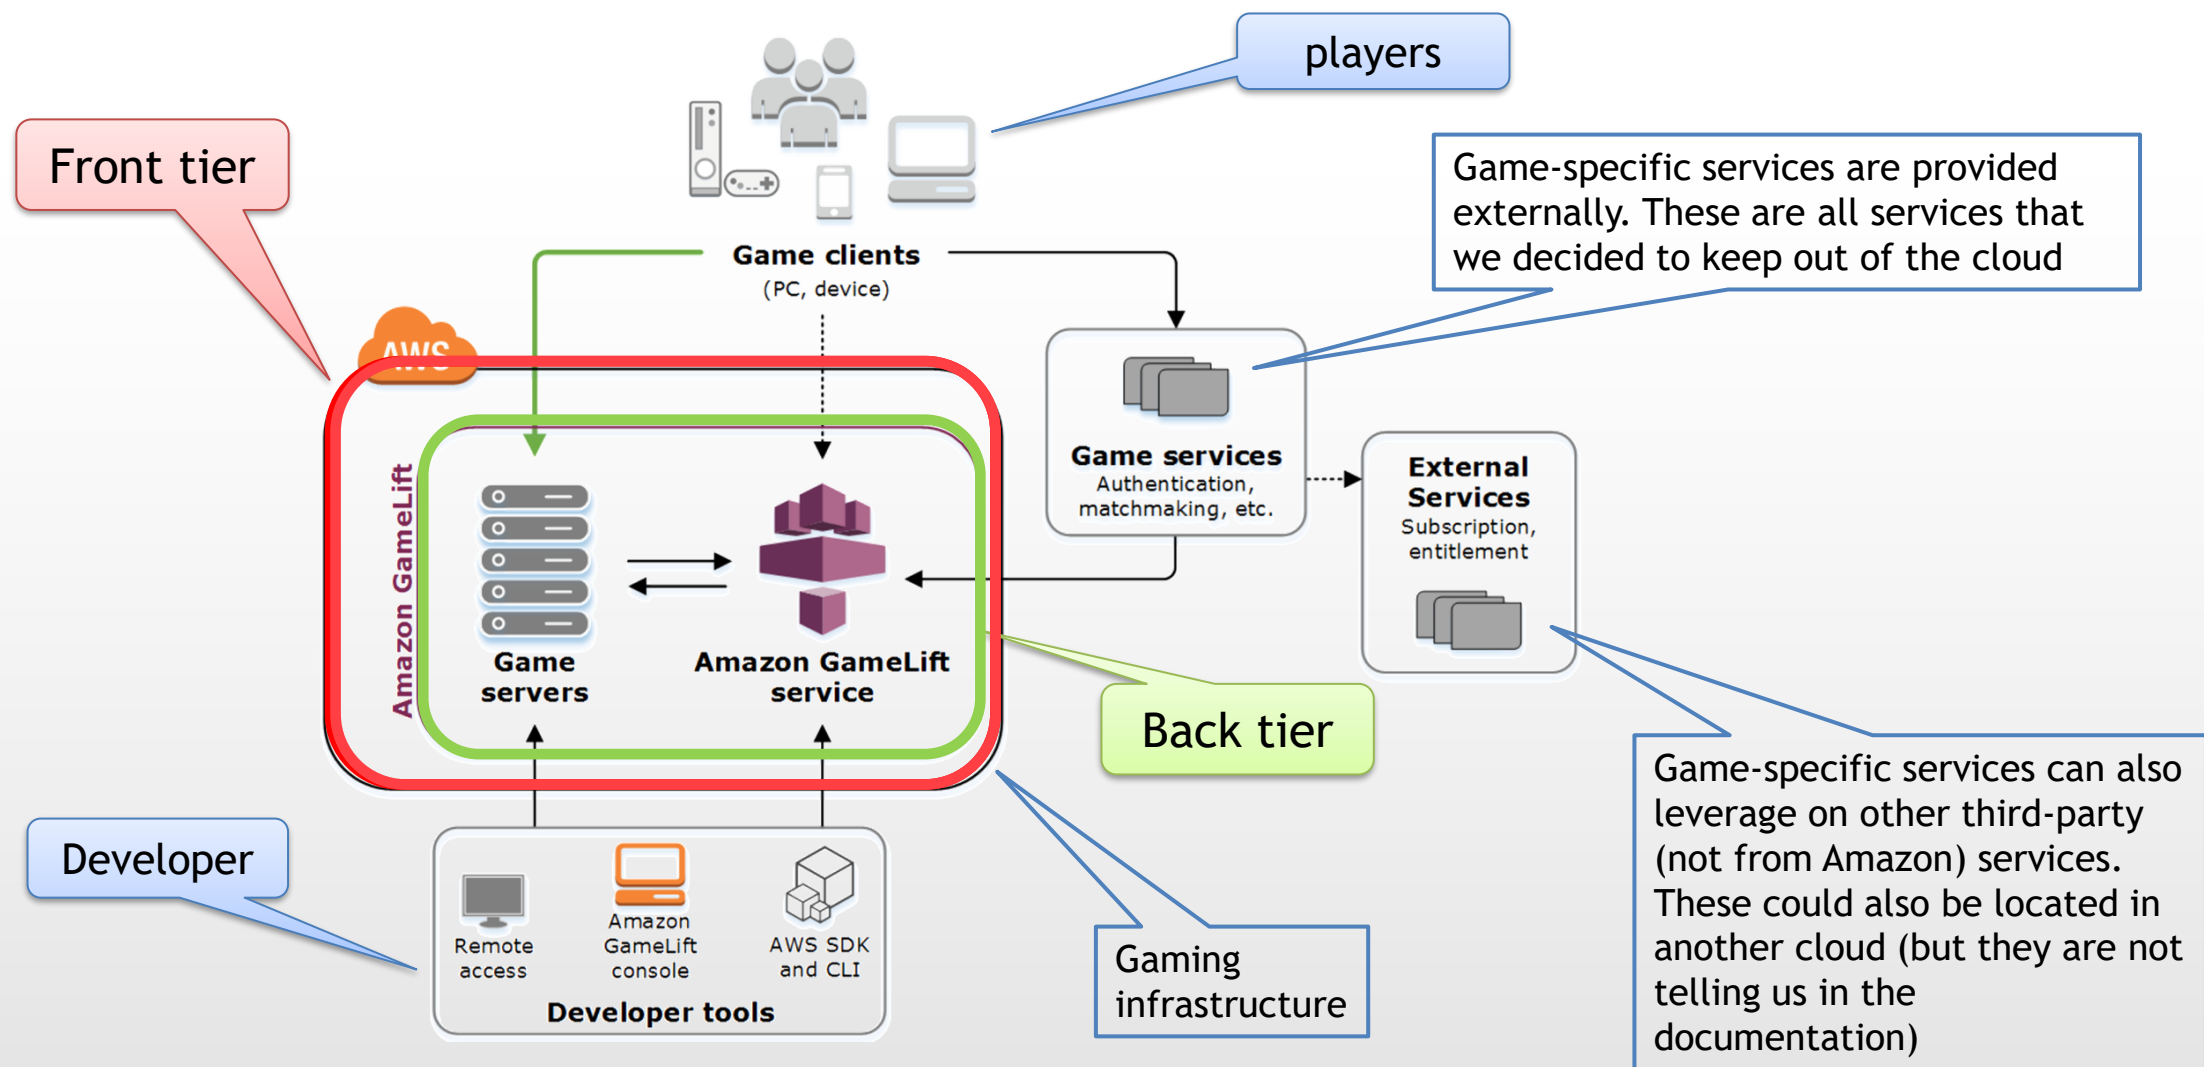 players
Front tier
Game-specific services are provided
externally. These are all services that
we decided to keep out of the cloud
Game clients
(PC, device)
AWS
Amazon GameLift
Game services
Authentication,
matchmaking, etc.
External
Services
Subscription,
entitlement
Game
servers
Amazon GameLift
service
Back tier
Developer
Remote
access
Amazon
GameLift
console
AWS SDK
and CLI
Developer tools
Gaming
infrastructure
Game-specific services can also
leverage on other third-party
(not from Amazon) services.
These could also be located in
another cloud (but they are not
telling us in the
documentation)